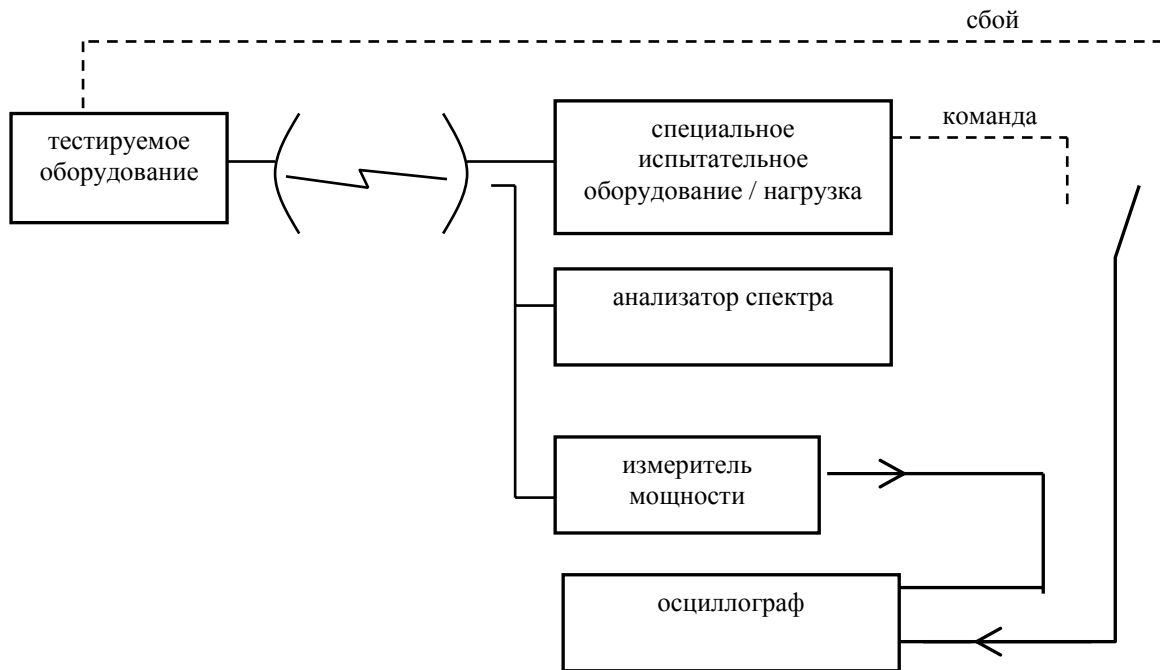 сбой
тестируемое
оборудование
специальное
испытательное
оборудование / нагрузка
команда
анализатор спектра
измеритель
мощности
осциллограф